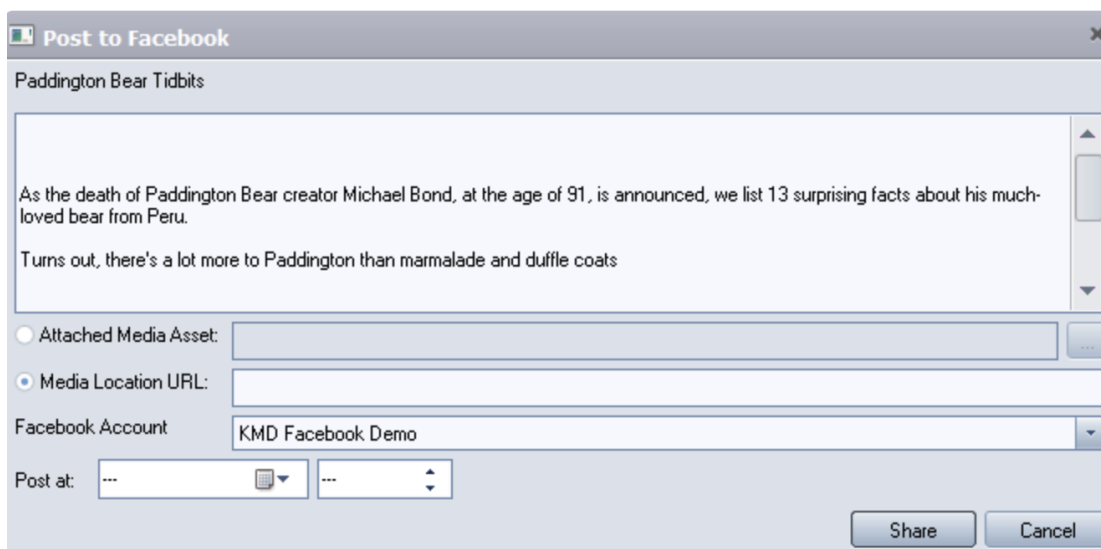 Post to Facebook
Paddington Bear Tidbits
As the death of Paddington Bear creator Michael Bond, at the age of 91, is announced, we list 13 surprising facts about his much-
loved bear from Peru.
Turns out, there's a lot more to Paddington than marmalade and duffle coats
Attached Media Asset:
...
Media Location URL:
Facebook Account
KMD Facebook Demo
Post at:
---
---
Share
Cancel